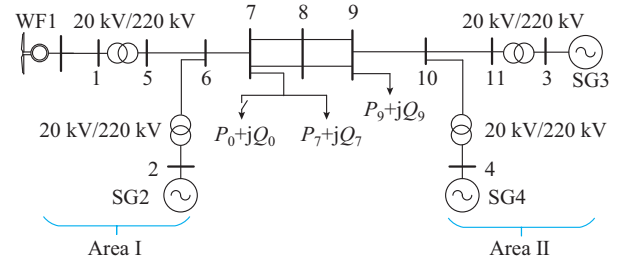 20 kV/220 kV
7
8
9
20 kV/220 kV
WF1
1
5
6
10
11
3
SG3
P₉+jQ₉
20 kV/220 kV
P₀+jQ₀
P₇+jQ₇
20 kV/220 kV
2
4
SG2
SG4
Area I
Area II